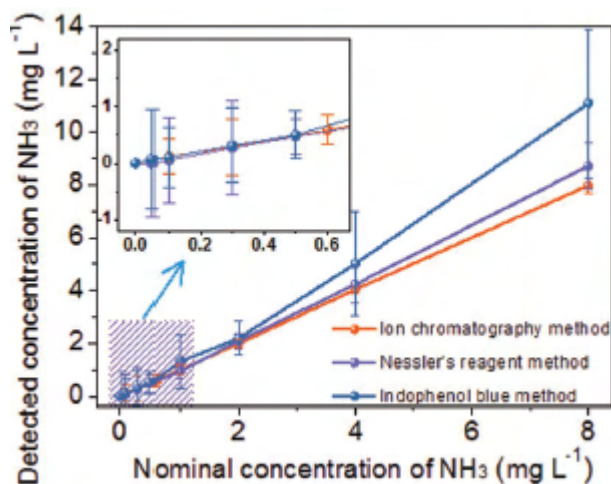 14
12
10
8
6
4
2
0
Detected concentration of NH₃ (mg L⁻¹)
2
1
0
-1
0.0 0.2 0.4 0.6
Ion chromatography method
Nessler's reagent method
Indophenol blue method
0 2 4 6 8
Nominal concentration of NH₃ (mg L⁻¹)